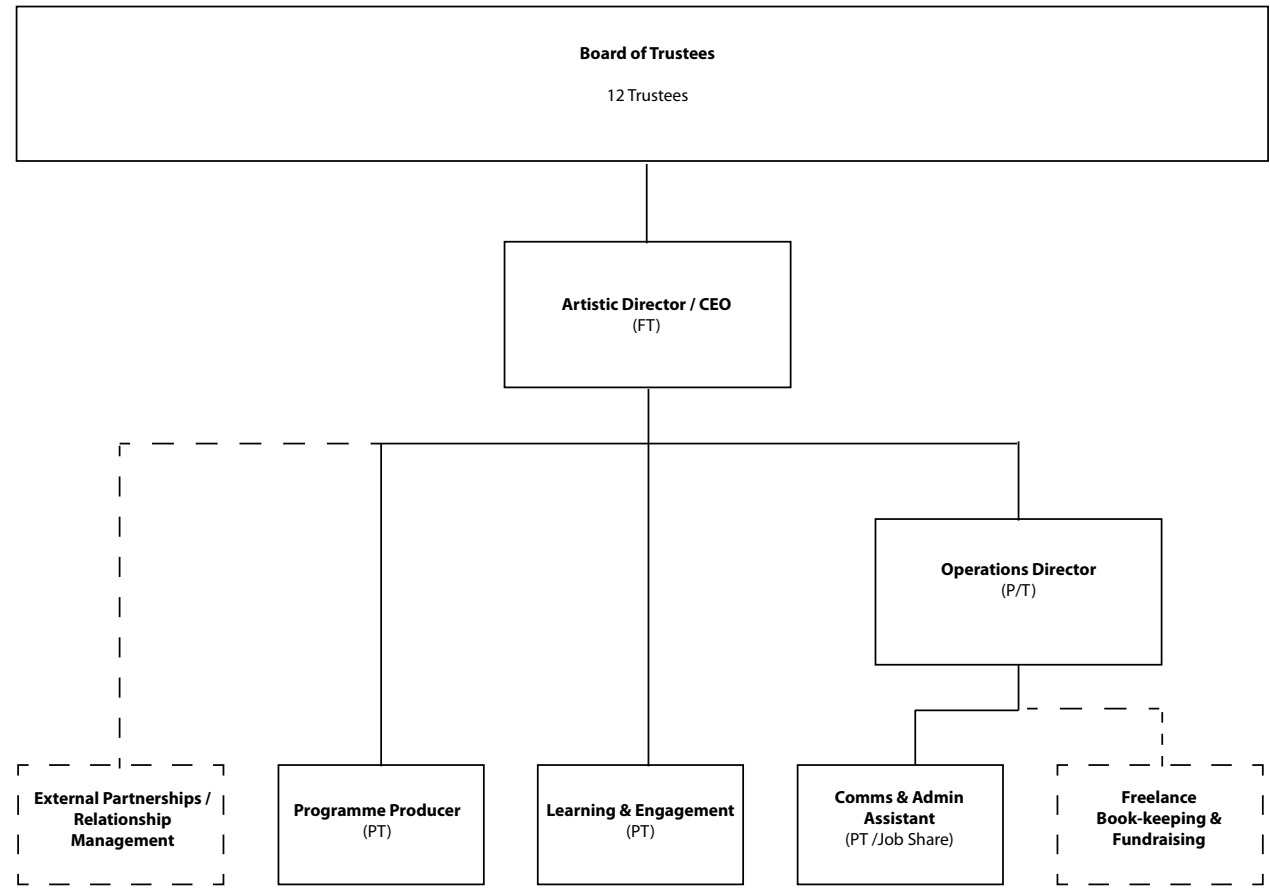 Board of Trustees
12 Trustees
Artistic Director / CEO
(FT)
Operations Director
(P/T)
External Partnerships /
Relationship
Management
Programme Producer
(PT)
Learning & Engagement
(PT)
Comms & Admin
Assistant
(PT /Job Share)
Freelance
Book-keeping &
Fundraising